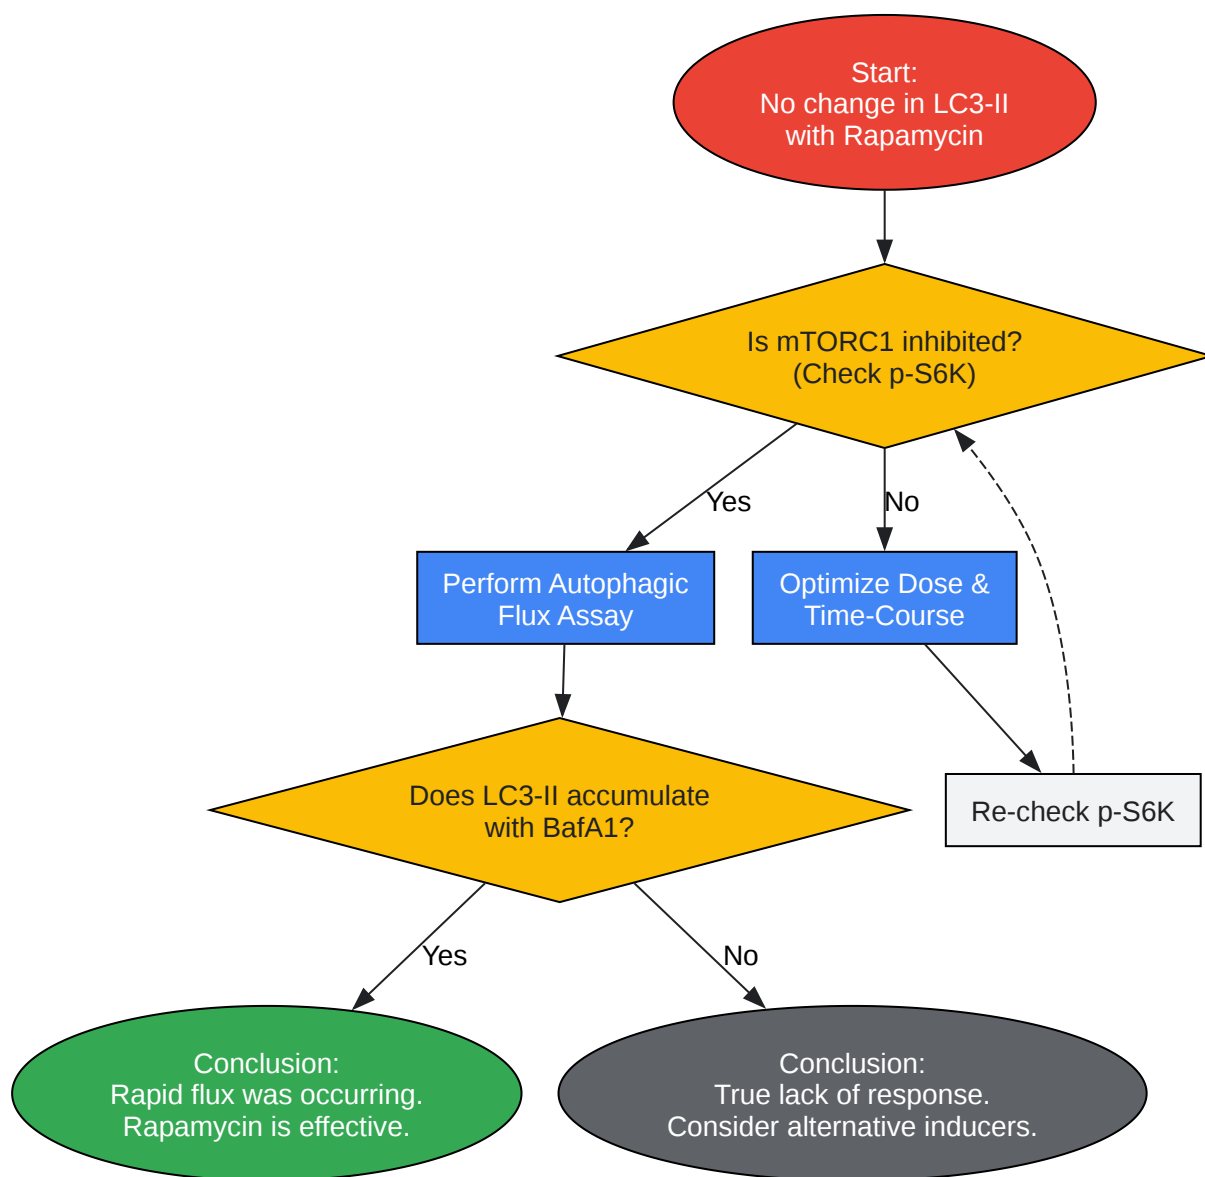 Start:
No change in LC3-II
with Rapamycin
Is mTORC1 inhibited?
(Check p-S6K)
Yes
No
Perform Autophagic
Flux Assay
Optimize Dose &
Time-Course
Does LC3-II accumulate
with BafA1?
Re-check p-S6K
Yes
No
Conclusion:
Rapid flux was occurring.
Rapamycin is effective.
Conclusion:
True lack of response.
Consider alternative inducers.